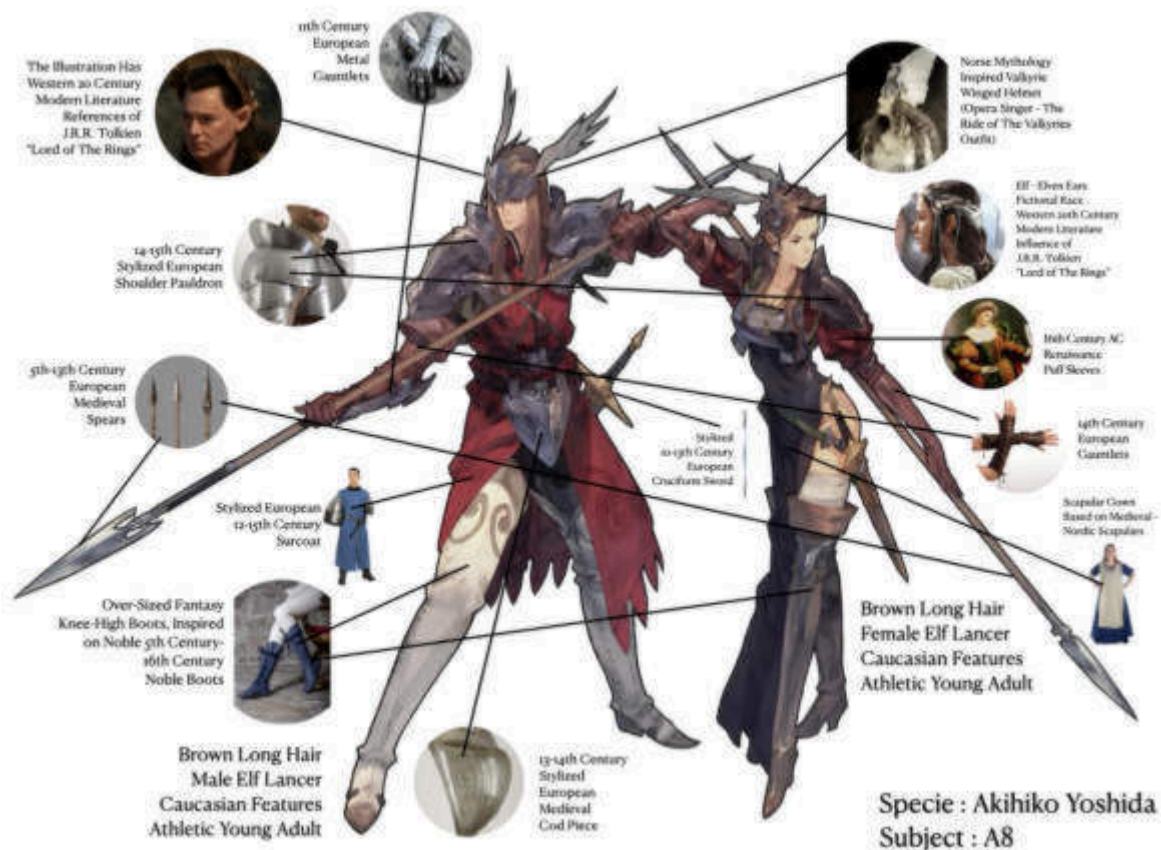 The Illustration Has
Western 20 Century
Modern Literature
References of
J.R.R. Tolkien
"Lord of The Rings"
11th Century
European
Metal
Gauntlets
Norse Mythology
Inspired Valkyrie
Winged Helmet
(Opera Singer - The
Ride of The Valkyries
Outfit)
Elf - Elven Ears
Fictional Race
Western 20th Century
Modern Literature
Influence of
J.R.R. Tolkien
"Lord of The Rings"
14-15th Century
Stylized European
Shoulder Pauldron
16th Century AC
Renaissance
Puff Sleeves
5th-15th Century
European
Medieval
Spears
14th Century
European
Gauntlets
Stylized
10-15th Century
European
Cruciform Sword
Stylized European
12-15th Century
Surcoat
Scapular Gown
Based on Medieval-
Nordic Scapulars
Over-Sized Fantasy
Knee-High Boots, Inspired
on Noble 5th Century-
16th Century
Noble Boots
Brown Long Hair
Female Elf Lancer
Caucasian Features
Athletic Young Adult
Brown Long Hair
Male Elf Lancer
Caucasian Features
Athletic Young Adult
13-14th Century
Stylized
European
Medieval
Cod Piece
Specie : Akihiko Yoshida
Subject : A8